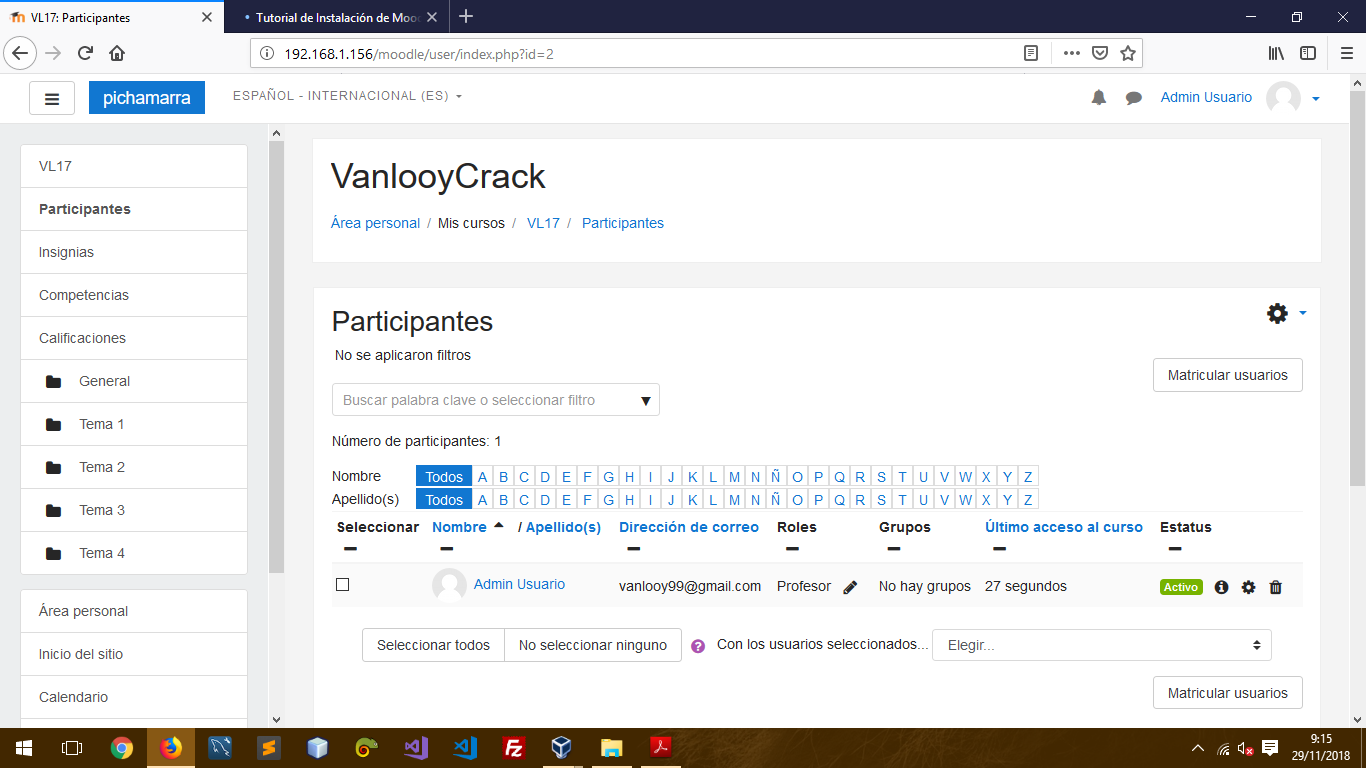 VL17: Participantes
Tutorial de Instalación de Moo
192.168.1.156/moodle/user/index.php?id=2
pichamarra
ESPAÑOL - INTERNACIONAL (ES)
Admin Usuario
VL17
Participantes
Insignias
Competencias
Calificaciones
General
Tema 1
Tema 2
Tema 3
Tema 4
Área personal
Inicio del sitio
Calendario
VanlooyCrack
Área personal / Mis cursos / VL17 / Participantes
Participantes
No se aplicaron filtros
Matricular usuarios
Buscar palabra clave o seleccionar filtro
Número de participantes: 1
Nombre Todos A B C D E F G H I J K L M N Ñ O P Q R S T U V W X Y Z
Apellido(s) Todos A B C D E F G H I J K L M N Ñ O P Q R S T U V W X Y Z
Seleccionar Nombre / Apellido(s) Dirección de correo Roles Grupos Último acceso al curso Estatus
Admin Usuario vanlooy99@gmail.com Profesor No hay grupos 27 segundos Activo
Seleccionar todos No seleccionar ninguno Con los usuarios seleccionados... Elegir...
Matricular usuarios
9:15
29/11/2018